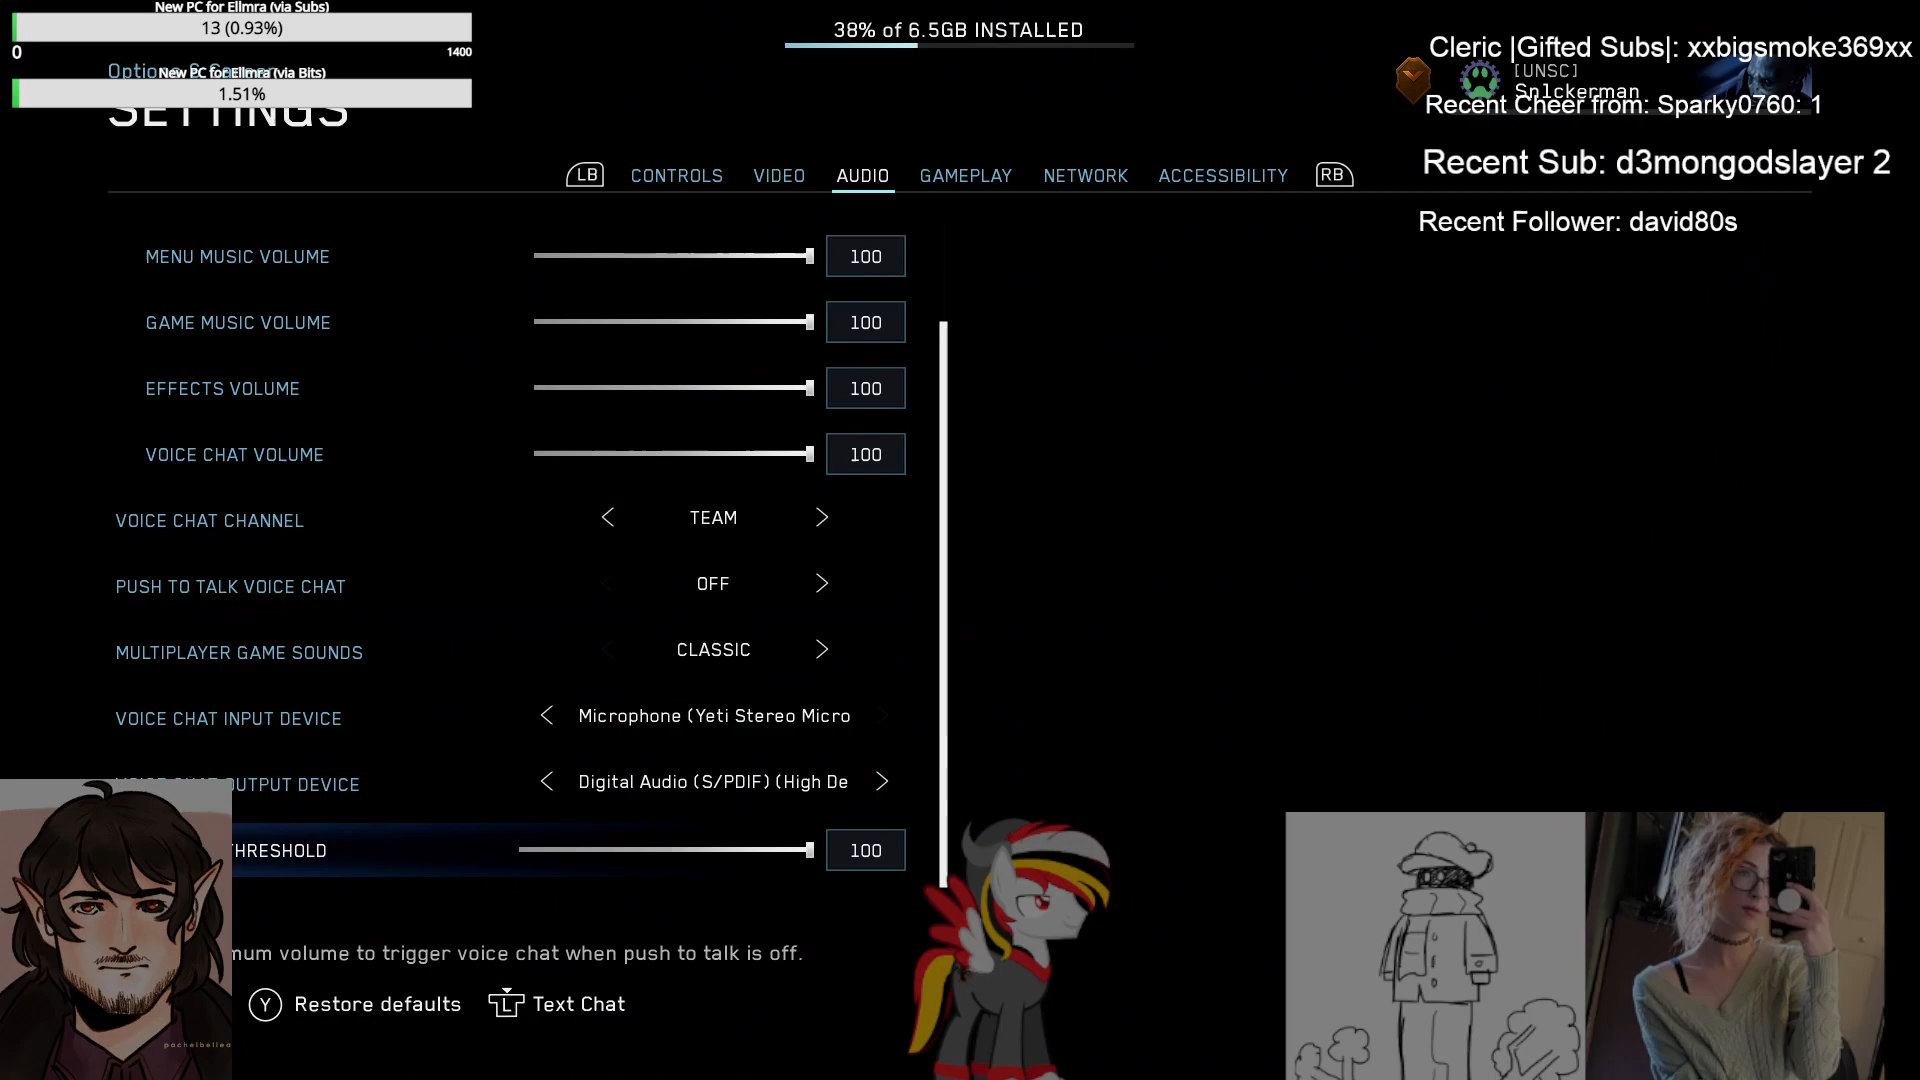 New PC for Ellmra (via Subs)
13 (0.93%)
0 1400
New PC for Ellmra (via Bits)
1.51%
SETTINGS
38% of 6.5GB INSTALLED
[UNSC]
Sn1ckerman
Cleric |Gifted Subs|: xxbigsmoke369xx
Recent Cheer from: Sparky0760: 1
Recent Sub: d3mongodslayer 2
Recent Follower: david80s
LB CONTROLS VIDEO AUDIO GAMEPLAY NETWORK ACCESSIBILITY RB
MENU MUSIC VOLUME 100
GAME MUSIC VOLUME 100
EFFECTS VOLUME 100
VOICE CHAT VOLUME 100
VOICE CHAT CHANNEL TEAM
PUSH TO TALK VOICE CHAT OFF
MULTIPLAYER GAME SOUNDS CLASSIC
VOICE CHAT INPUT DEVICE Microphone (Yeti Stereo Micro
OUTPUT DEVICE Digital Audio (S/PDIF) (High De
THRESHOLD 100
mum volume to trigger voice chat when push to talk is off.
Y Restore defaults L Text Chat